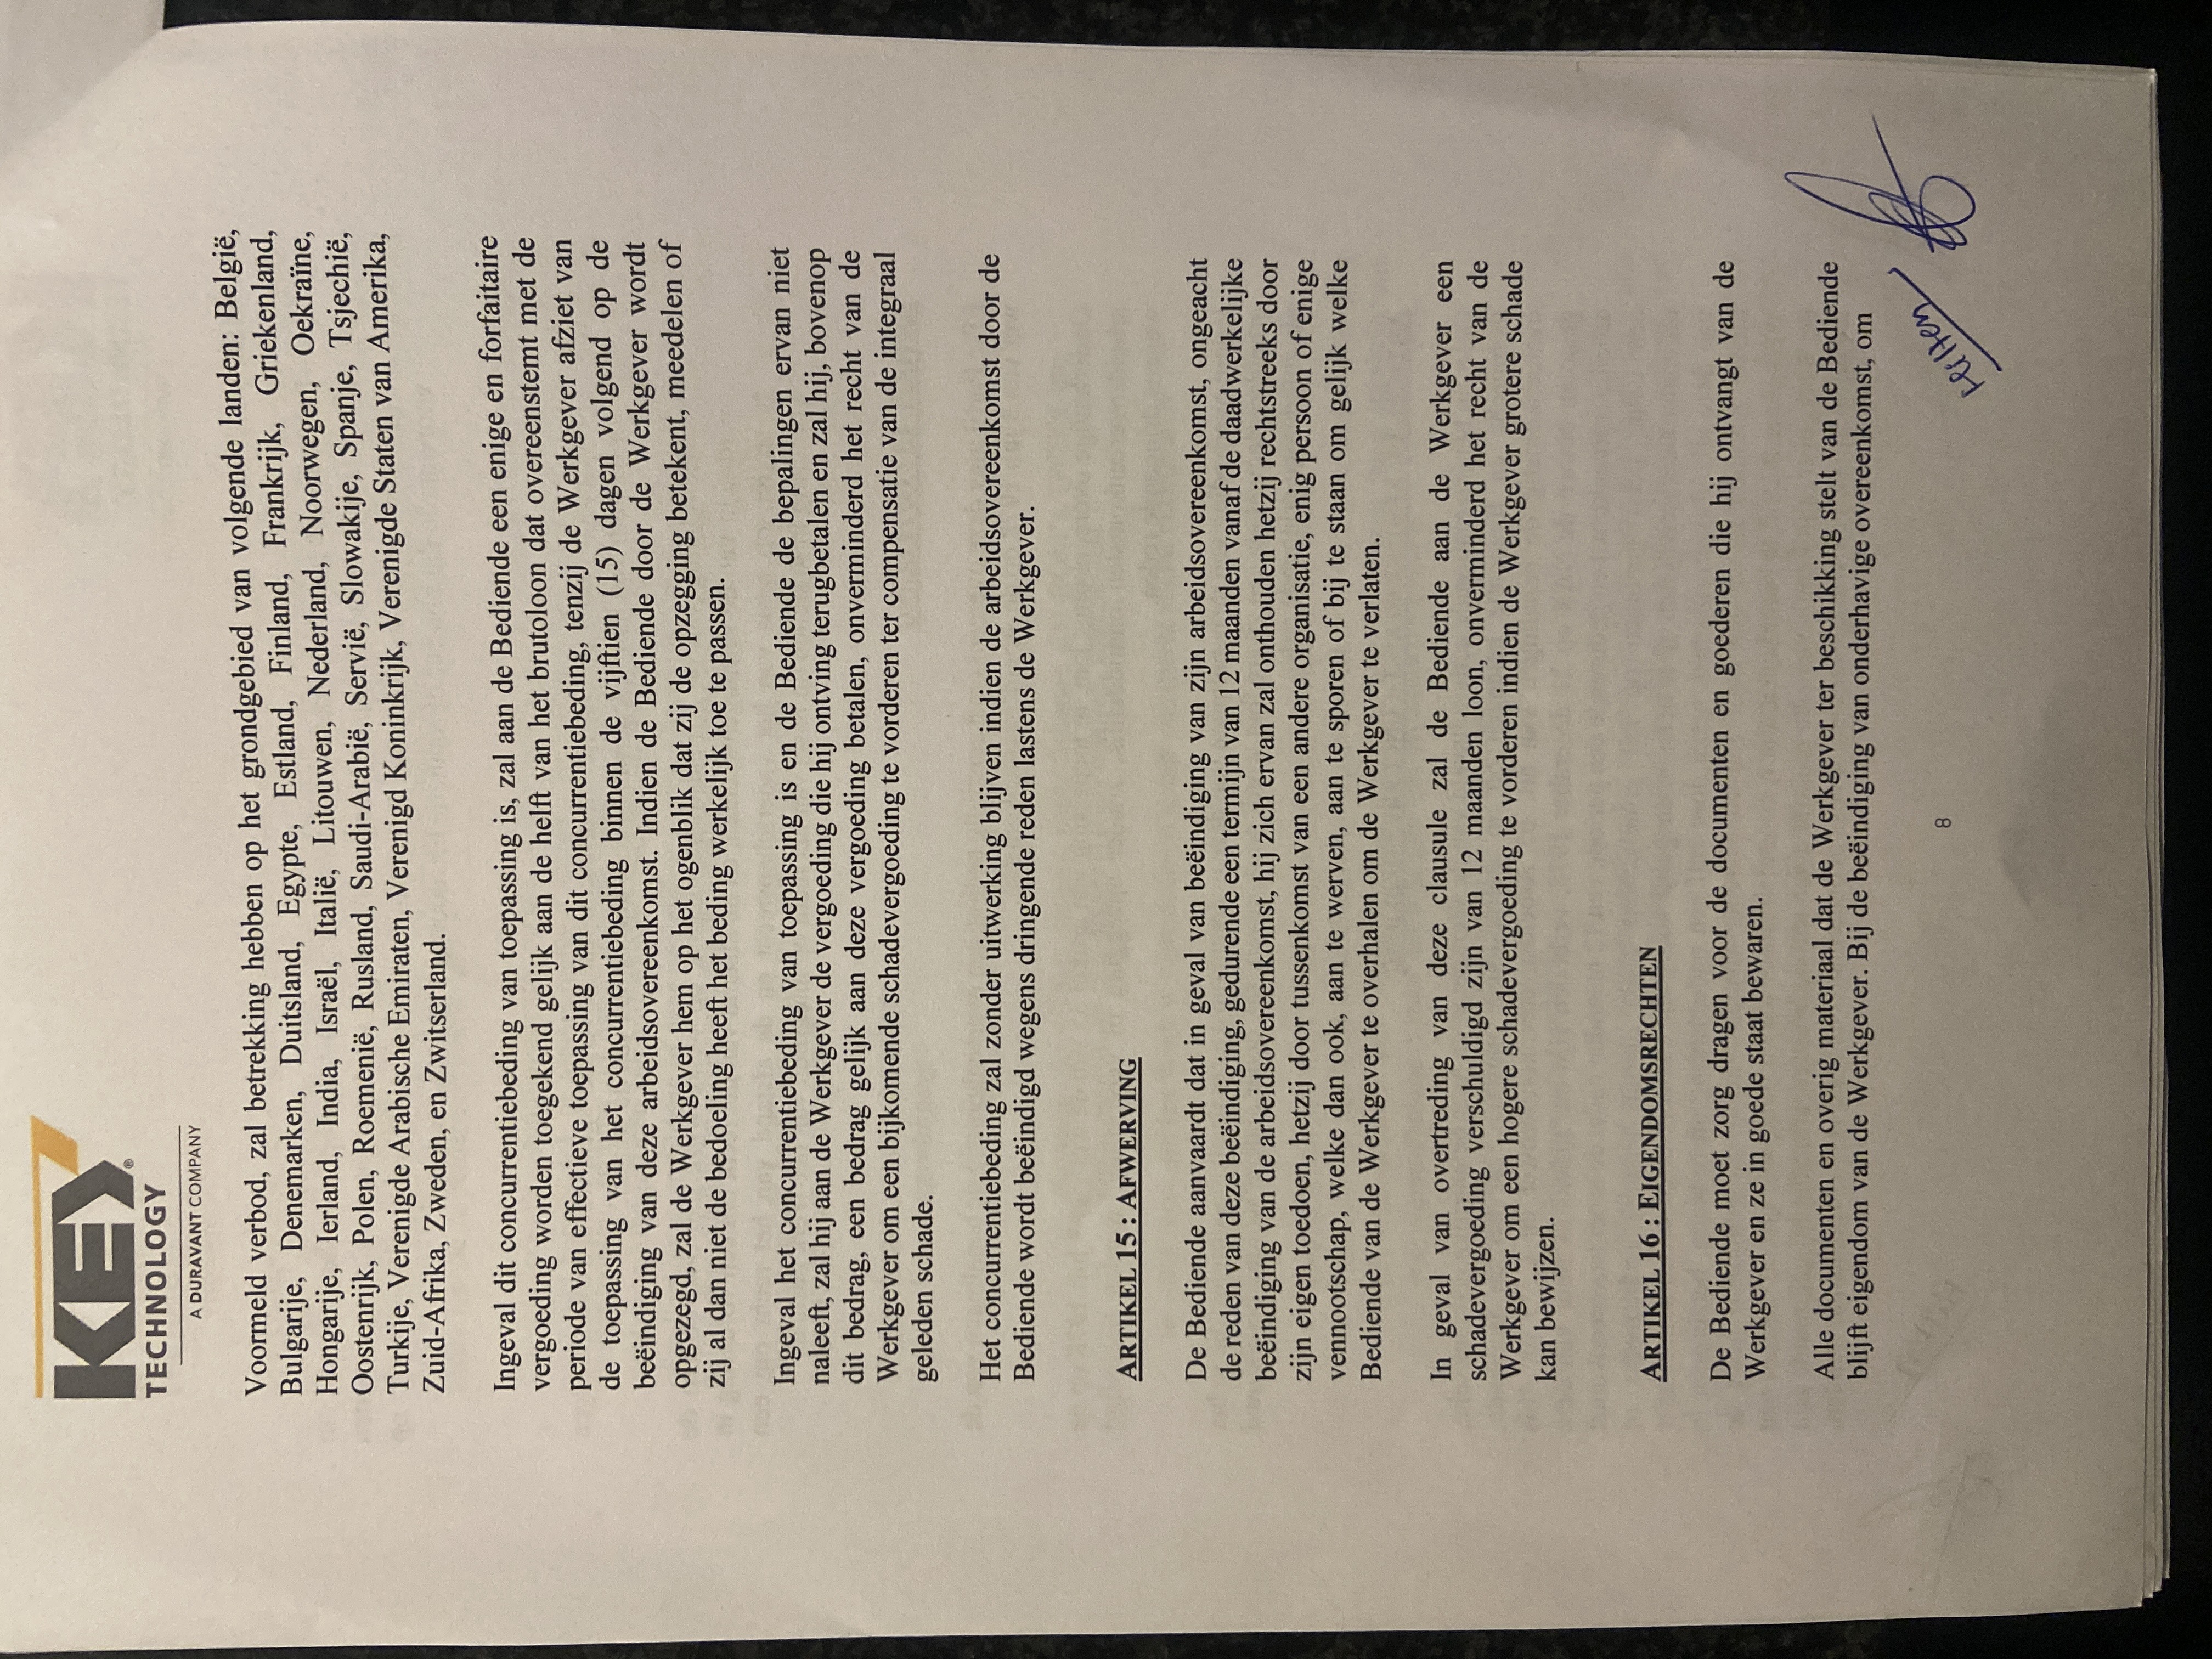 KEY®
TECHNOLOGY
A DURAVANT COMPANY
Voormeld verbod, zal betrekking hebben op het grondgebied van volgende landen: België,
Bulgarije, Denemarken, Duitsland, Egypte, Estland, Finland, Frankrijk, Griekenland,
Hongarije, Ierland, India, Israël, Italië, Litouwen, Nederland, Noorwegen, Oekraïne,
Oostenrijk, Polen, Roemenië, Rusland, Saudi-Arabië, Servië, Slowakije, Spanje, Tsjechië,
Turkije, Verenigde Arabische Emiraten, Verenigd Koninkrijk, Verenigde Staten van Amerika,
Zuid-Afrika, Zweden, en Zwitserland.
Ingeval dit concurrentiebeding van toepassing is, zal aan de Bediende een enige en forfaitaire
vergoeding worden toegekend gelijk aan de helft van het brutoloon dat overeenstemt met de
periode van effectieve toepassing van dit concurrentiebeding, tenzij de Werkgever afziet van
de toepassing van het concurrentiebeding binnen de vijftien (15) dagen volgend op de
beëindiging van deze arbeidsovereenkomst. Indien de Bediende door de Werkgever wordt
opgezegd, zal de Werkgever hem op het ogenblik dat zij de opzegging betekent, meedelen of
zij al dan niet de bedoeling heeft het beding werkelijk toe te passen.
Ingeval het concurrentiebeding van toepassing is en de Bediende de bepalingen ervan niet
naleeft, zal hij aan de Werkgever de vergoeding die hij ontving terugbetalen en zal hij, bovenop
dit bedrag, een bedrag gelijk aan deze vergoeding betalen, onverminderd het recht van de
Werkgever om een bijkomende schadevergoeding te vorderen ter compensatie van de integraal
geleden schade.
Het concurrentiebeding zal zonder uitwerking blijven indien de arbeidsovereenkomst door de
Bediende wordt beëindigd wegens dringende reden lastens de Werkgever.
ARTIKEL 15 : AFWERVING
De Bediende aanvaardt dat in geval van beëindiging van zijn arbeidsovereenkomst, ongeacht
de reden van deze beëindiging, gedurende een termijn van 12 maanden vanaf de daadwerkelijke
beëindiging van de arbeidsovereenkomst, hij zich ervan zal onthouden hetzij rechtstreeks door
zijn eigen toedoen, hetzij door tussenkomst van een andere organisatie, enig persoon of enige
vennootschap, welke dan ook, aan te werven, aan te sporen of bij te staan om gelijk welke
Bediende van de Werkgever te overhalen om de Werkgever te verlaten.
In geval van overtreding van deze clausule zal de Bediende aan de Werkgever een
schadevergoeding verschuldigd zijn van 12 maanden loon, onverminderd het recht van de
Werkgever om een hogere schadevergoeding te vorderen indien de Werkgever grotere schade
kan bewijzen.
ARTIKEL 16 : EIGENDOMSRECHTEN
De Bediende moet zorg dragen voor de documenten en goederen die hij ontvangt van de
Werkgever en ze in goede staat bewaren.
Alle documenten en overig materiaal dat de Werkgever ter beschikking stelt van de Bediende
blijft eigendom van de Werkgever. Bij de beëindiging van onderhavige overeenkomst, om
8